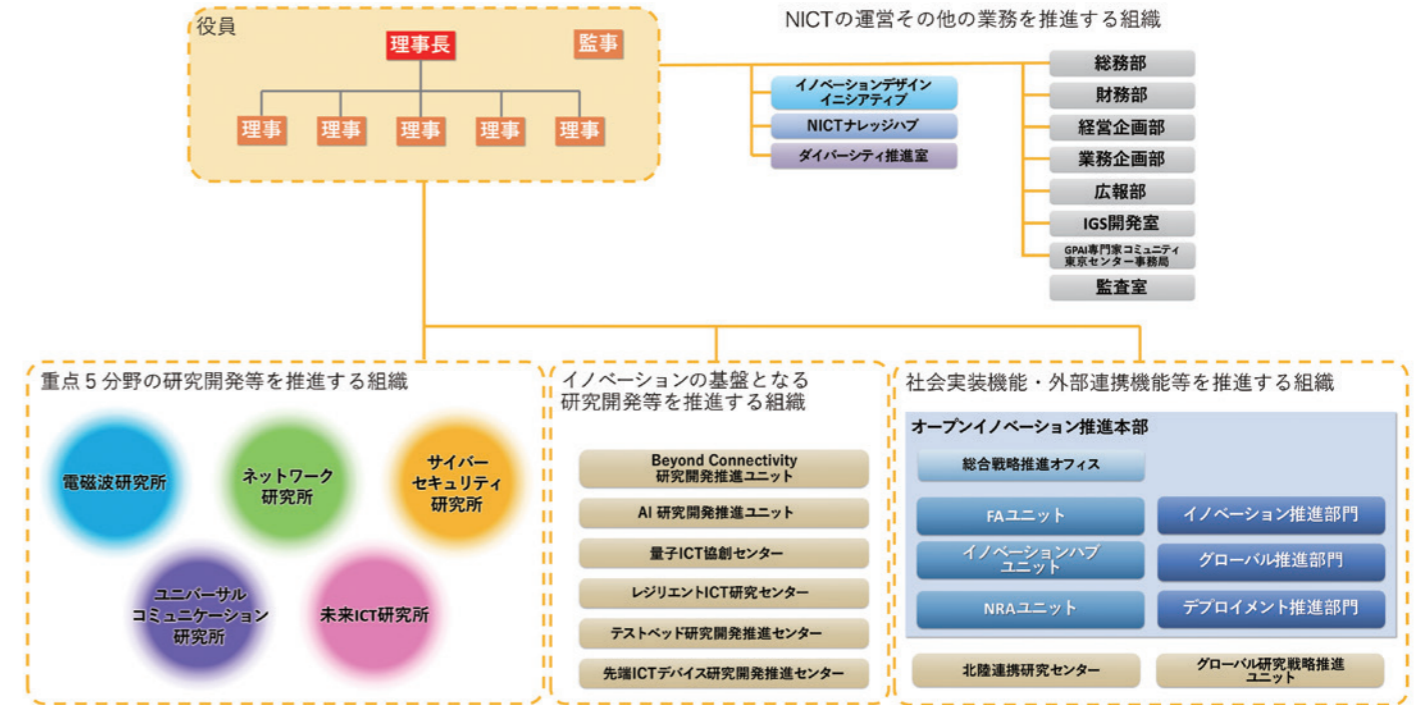 役員
理事長
監事
理事
理事
理事
理事
理事
NICTの運営その他の業務を推進する組織
イノベーションデザイン
イニシアティブ
NICTナレッジハブ
ダイバーシティ推進室
総務部
財務部
経営企画部
業務企画部
広報部
IGS開発室
GPAI専門家コミュニティ
東京センター事務局
監査室
重点5分野の研究開発等を推進する組織
電磁波研究所
ネットワーク
研究所
サイバー
セキュリティ
研究所
ユニバーサル
コミュニケーション
研究所
未来ICT研究所
イノベーションの基盤となる
研究開発等を推進する組織
Beyond Connectivity
研究開発推進ユニット
AI 研究開発推進ユニット
量子ICT協創センター
レジリエントICT研究センター
テストベッド研究開発推進センター
先端ICTデバイス研究開発推進センター
社会実装機能・外部連携機能等を推進する組織
オープンイノベーション推進本部
総合戦略推進オフィス
FAユニット
イノベーションハブ
ユニット
NRAユニット
イノベーション推進部門
グローバル推進部門
デプロイメント推進部門
北陸連携研究センター
グローバル研究戦略推進
ユニット